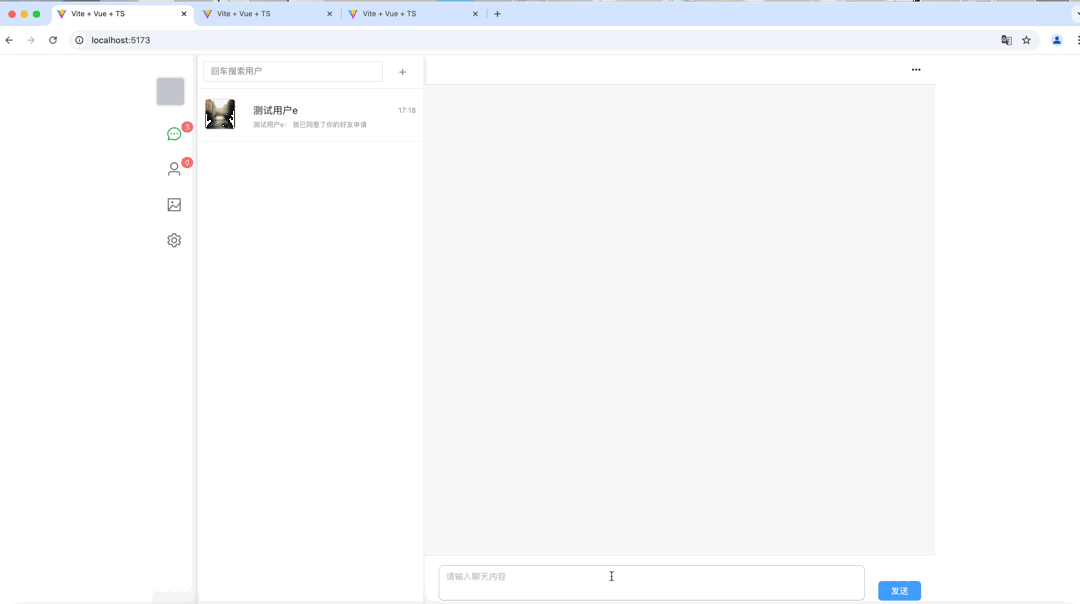 Vite + Vue + TS
Vite + Vue + TS
Vite + Vue + TS
localhost:5173
回车搜索用户
3
0
测试用户e
17:18
测试用户e: 我已同意了你的好友申请
请输入聊天内容
发送